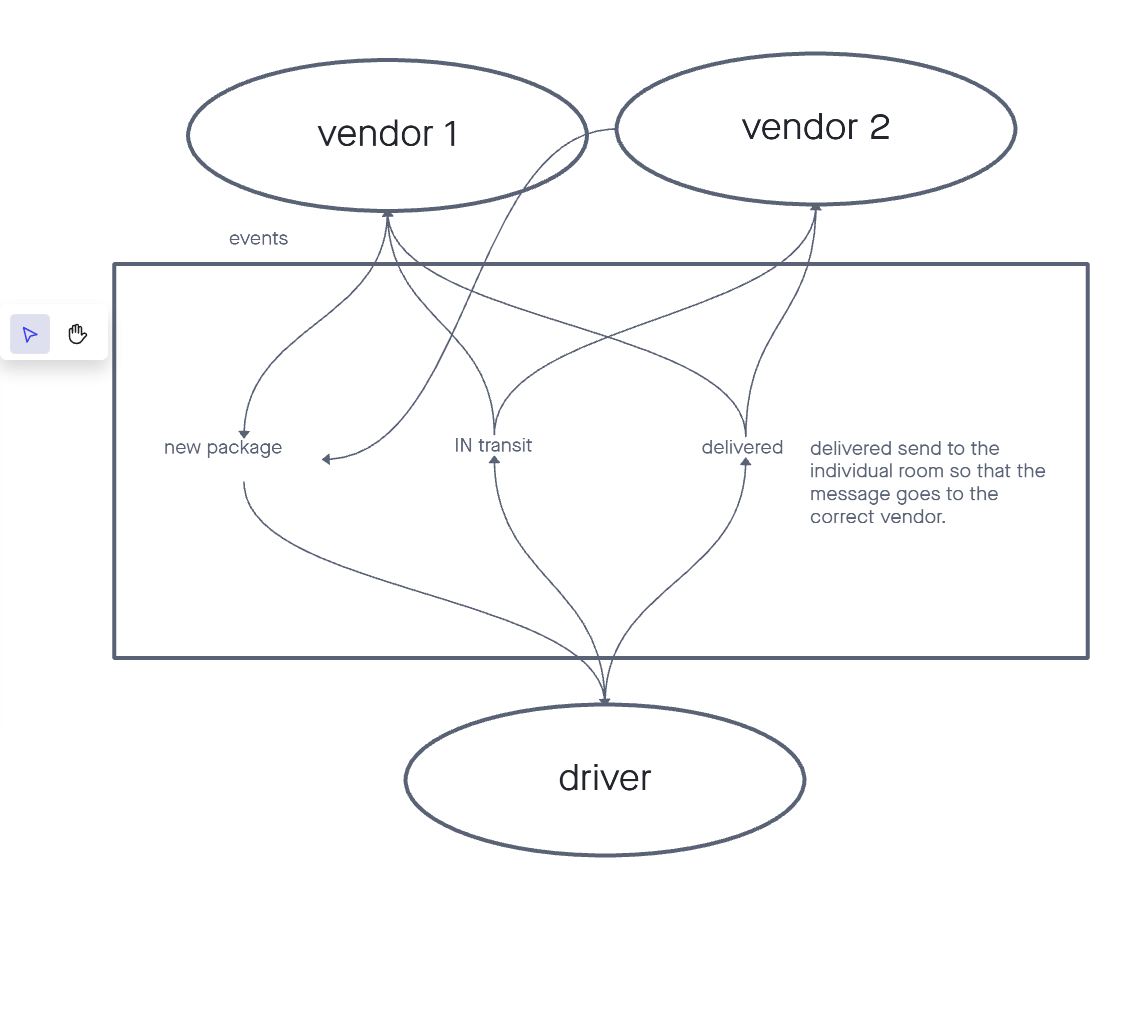 vendor 1
vendor 2
events
new package
IN transit
delivered
delivered send to the
individual room so that the
message goes to the
correct vendor.
driver